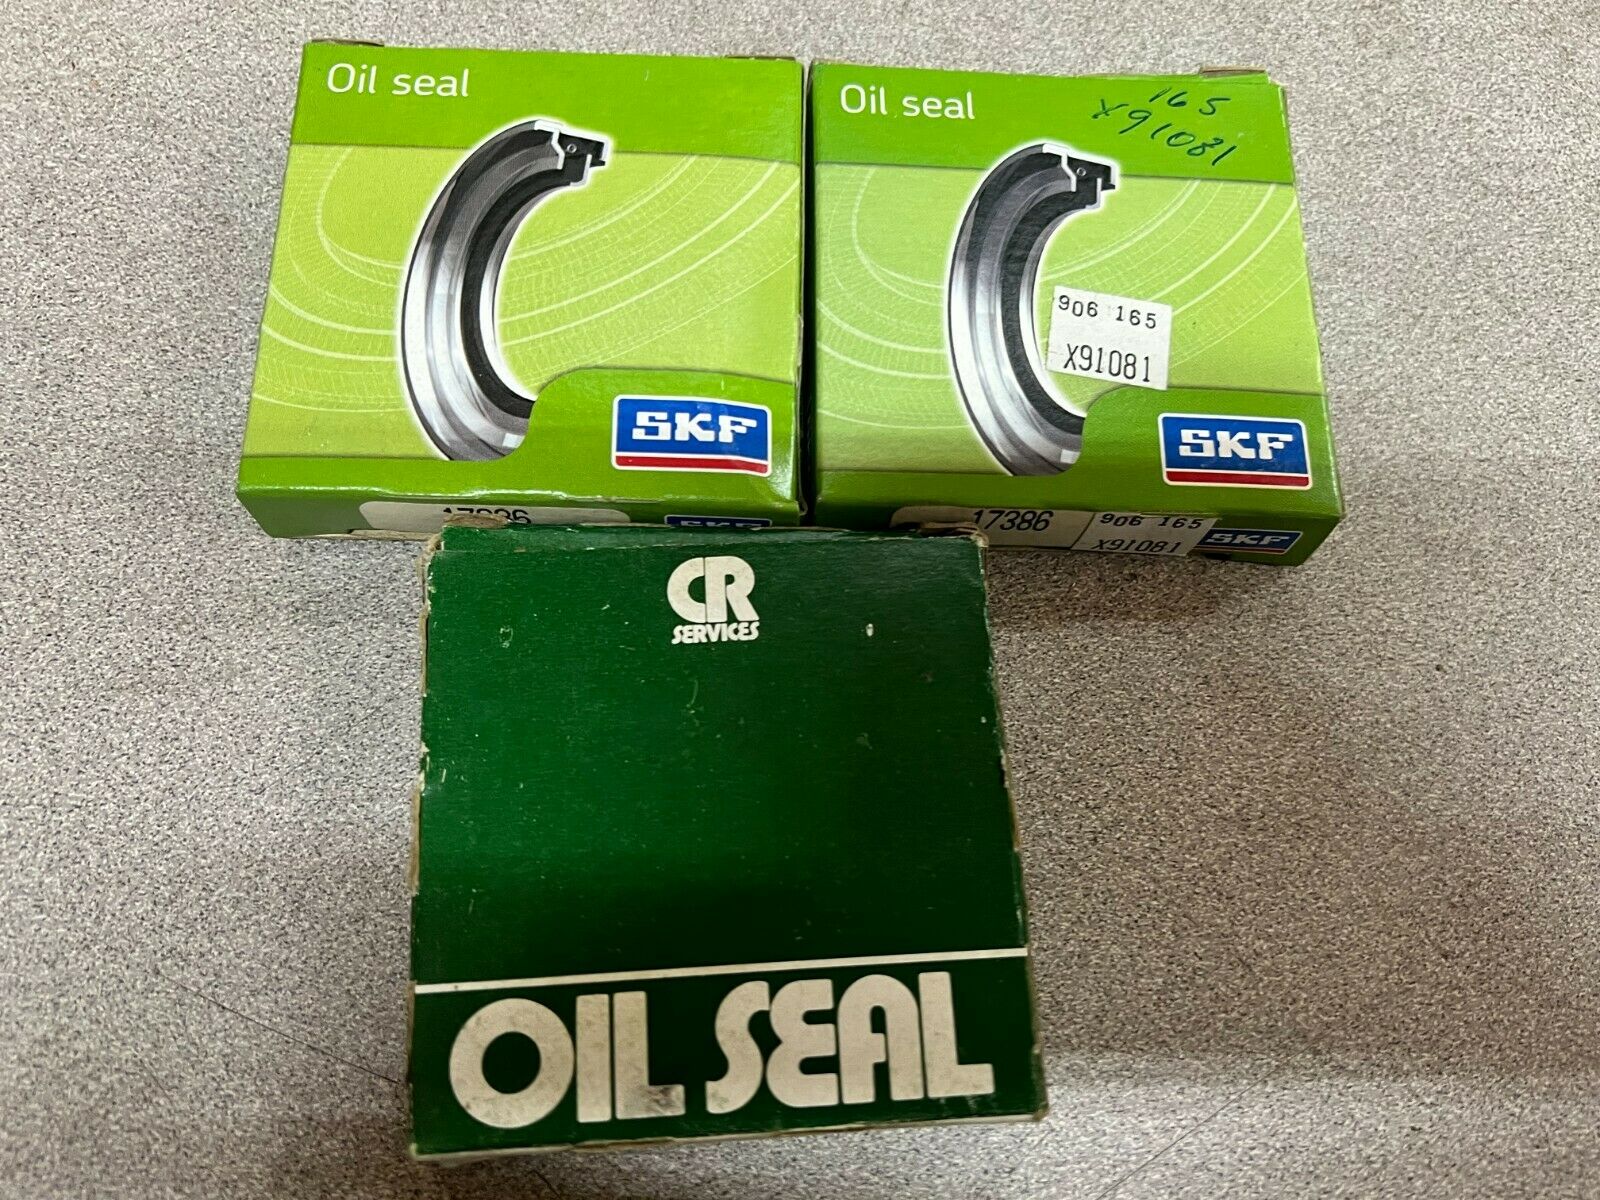 Oil seal
SKF
Oil seal
165
X91081
906 165
X91081
SKF
17386
906 165
X91081
SKF
CR
SERVICES
OIL SEAL